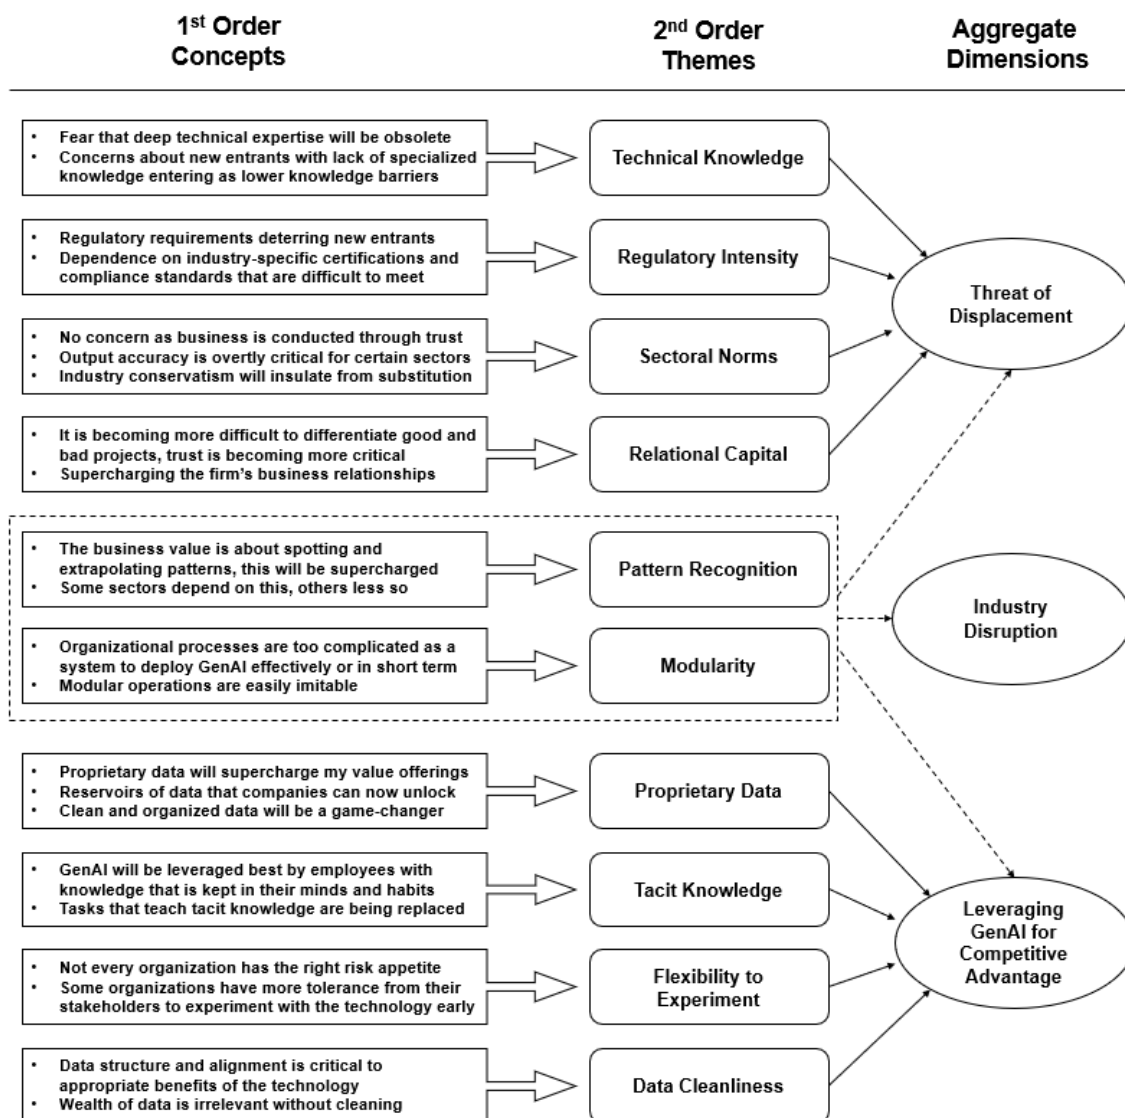 1st Order
Concepts
2nd Order
Themes
Aggregate
Dimensions
• Fear that deep technical expertise will be obsolete
• Concerns about new entrants with lack of specialized
knowledge entering as lower knowledge barriers
Technical Knowledge
• Regulatory requirements deterring new entrants
• Dependence on industry-specific certifications and
compliance standards that are difficult to meet
Regulatory Intensity
• No concern as business is conducted through trust
• Output accuracy is overtly critical for certain sectors
• Industry conservatism will insulate from substitution
Sectoral Norms
• It is becoming more difficult to differentiate good and
bad projects, trust is becoming more critical
• Supercharging the firm's business relationships
Relational Capital
Threat of
Displacement
• The business value is about spotting and
extrapolating patterns, this will be supercharged
• Some sectors depend on this, others less so
Pattern Recognition
• Organizational processes are too complicated as a
system to deploy GenAI effectively or in short term
• Modular operations are easily imitable
Modularity
Industry
Disruption
• Proprietary data will supercharge my value offerings
• Reservoirs of data that companies can now unlock
• Clean and organized data will be a game-changer
Proprietary Data
• GenAI will be leveraged best by employees with
knowledge that is kept in their minds and habits
• Tasks that teach tacit knowledge are being replaced
Tacit Knowledge
• Not every organization has the right risk appetite
• Some organizations have more tolerance from their
stakeholders to experiment with the technology early
Flexibility to
Experiment
• Data structure and alignment is critical to
appropriate benefits of the technology
• Wealth of data is irrelevant without cleaning
Data Cleanliness
Leveraging
GenAI for
Competitive
Advantage